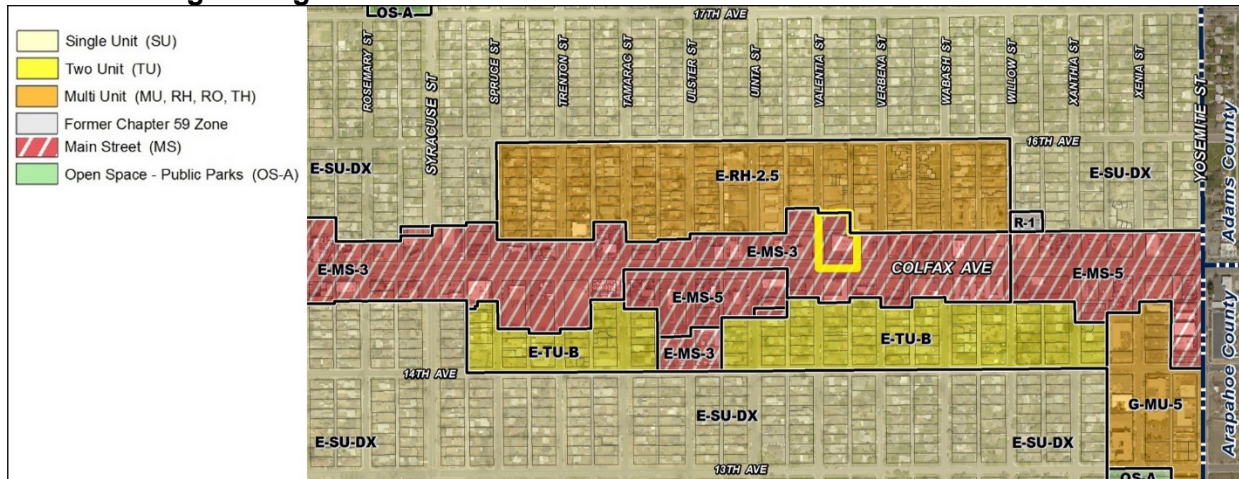 Single Unit (SU)
Two Unit (TU)
Multi Unit (MU, RH, RO, TH)
Former Chapter 59 Zone
Main Street (MS)
Open Space - Public Parks (OS-A)
OS-A
17TH AVE
ROSEMARY ST
SYRACUSE ST
SPRUCE ST
TRENTON ST
TAMARAC ST
ULSTER ST
UINTA ST
VALENTIA ST
VERBENA ST
WABASH ST
WILLOW ST
XANTHIA ST
XENIA ST
YOSEMITE ST
Adams County
16TH AVE
E-SU-DX
E-RH-2.5
E-SU-DX
R-1
E-MS-3
E-MS-3
COLFAX AVE
E-MS-5
E-MS-5
E-TU-B
E-MS-3
E-TU-B
14TH AVE
Arapahoe County
G-MU-5
E-SU-DX
E-SU-DX
E-SU-DX
13TH AVE
OS-A